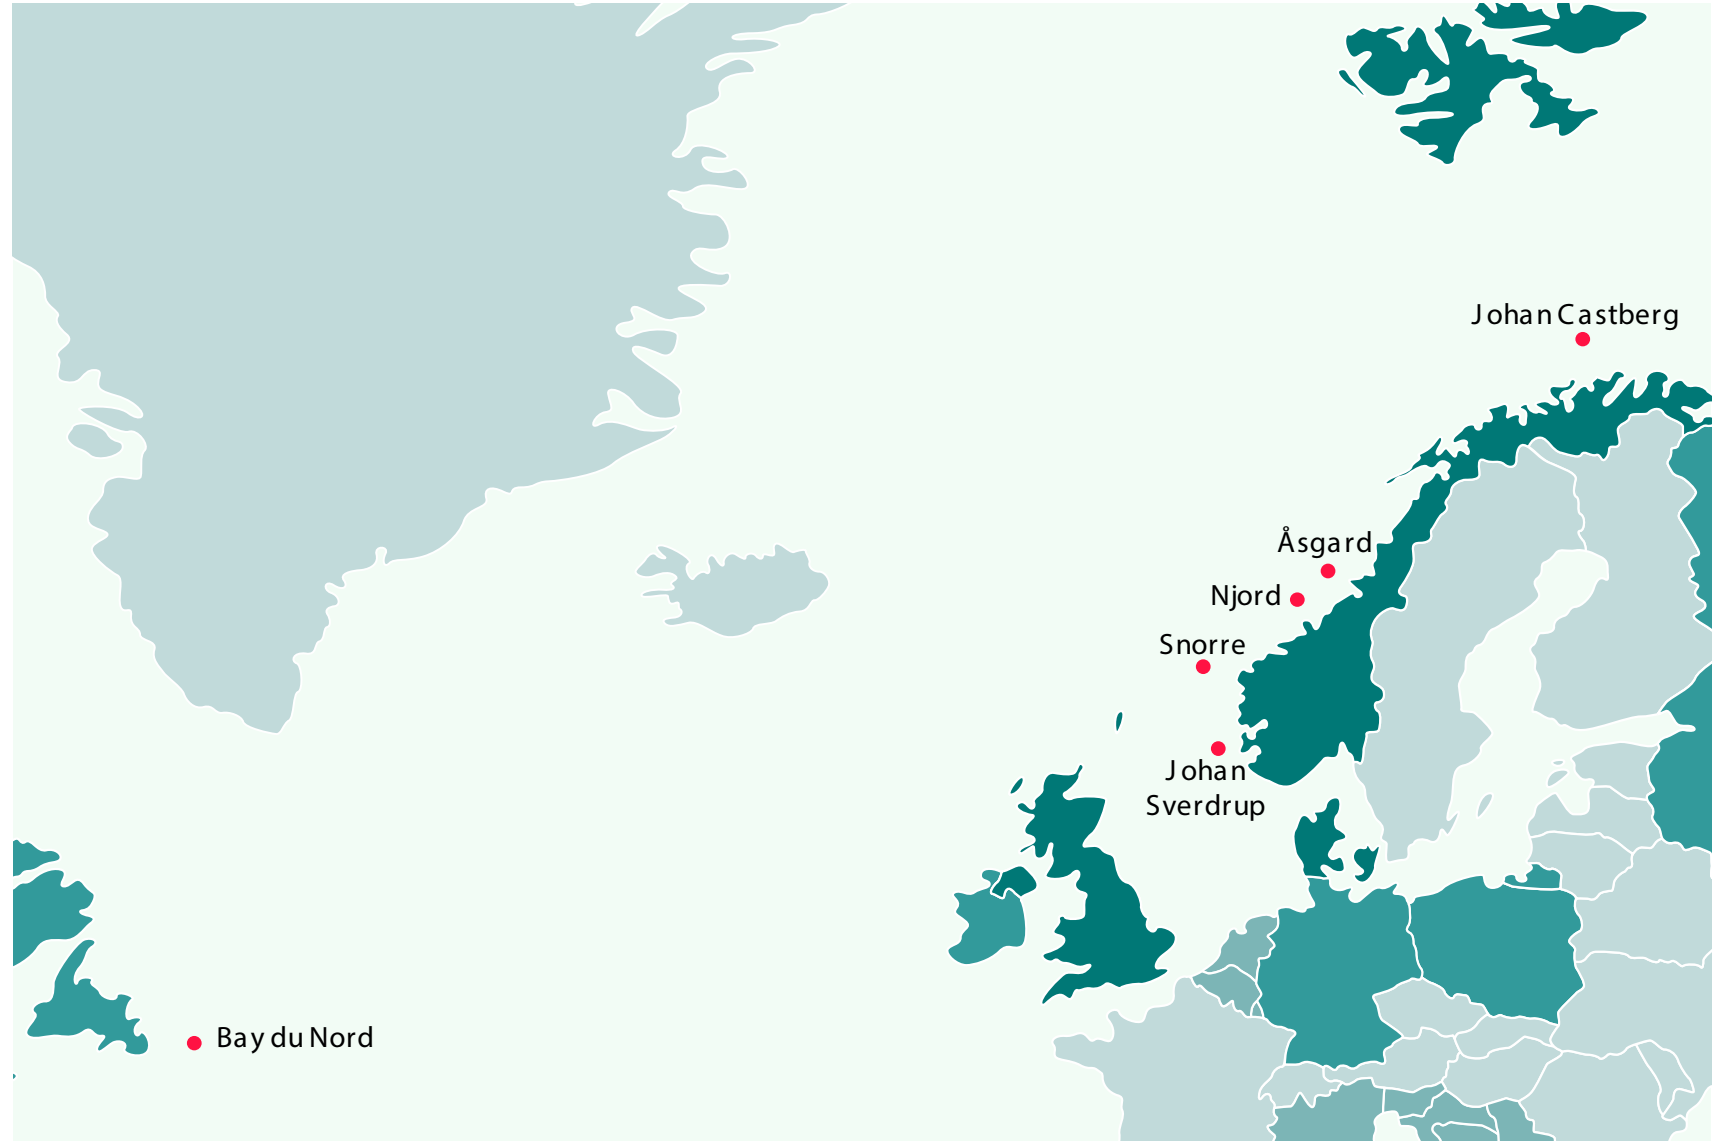 Johan Castberg
Åsgard
Njord
Snorre
Johan
Sverdrup
Bay du Nord